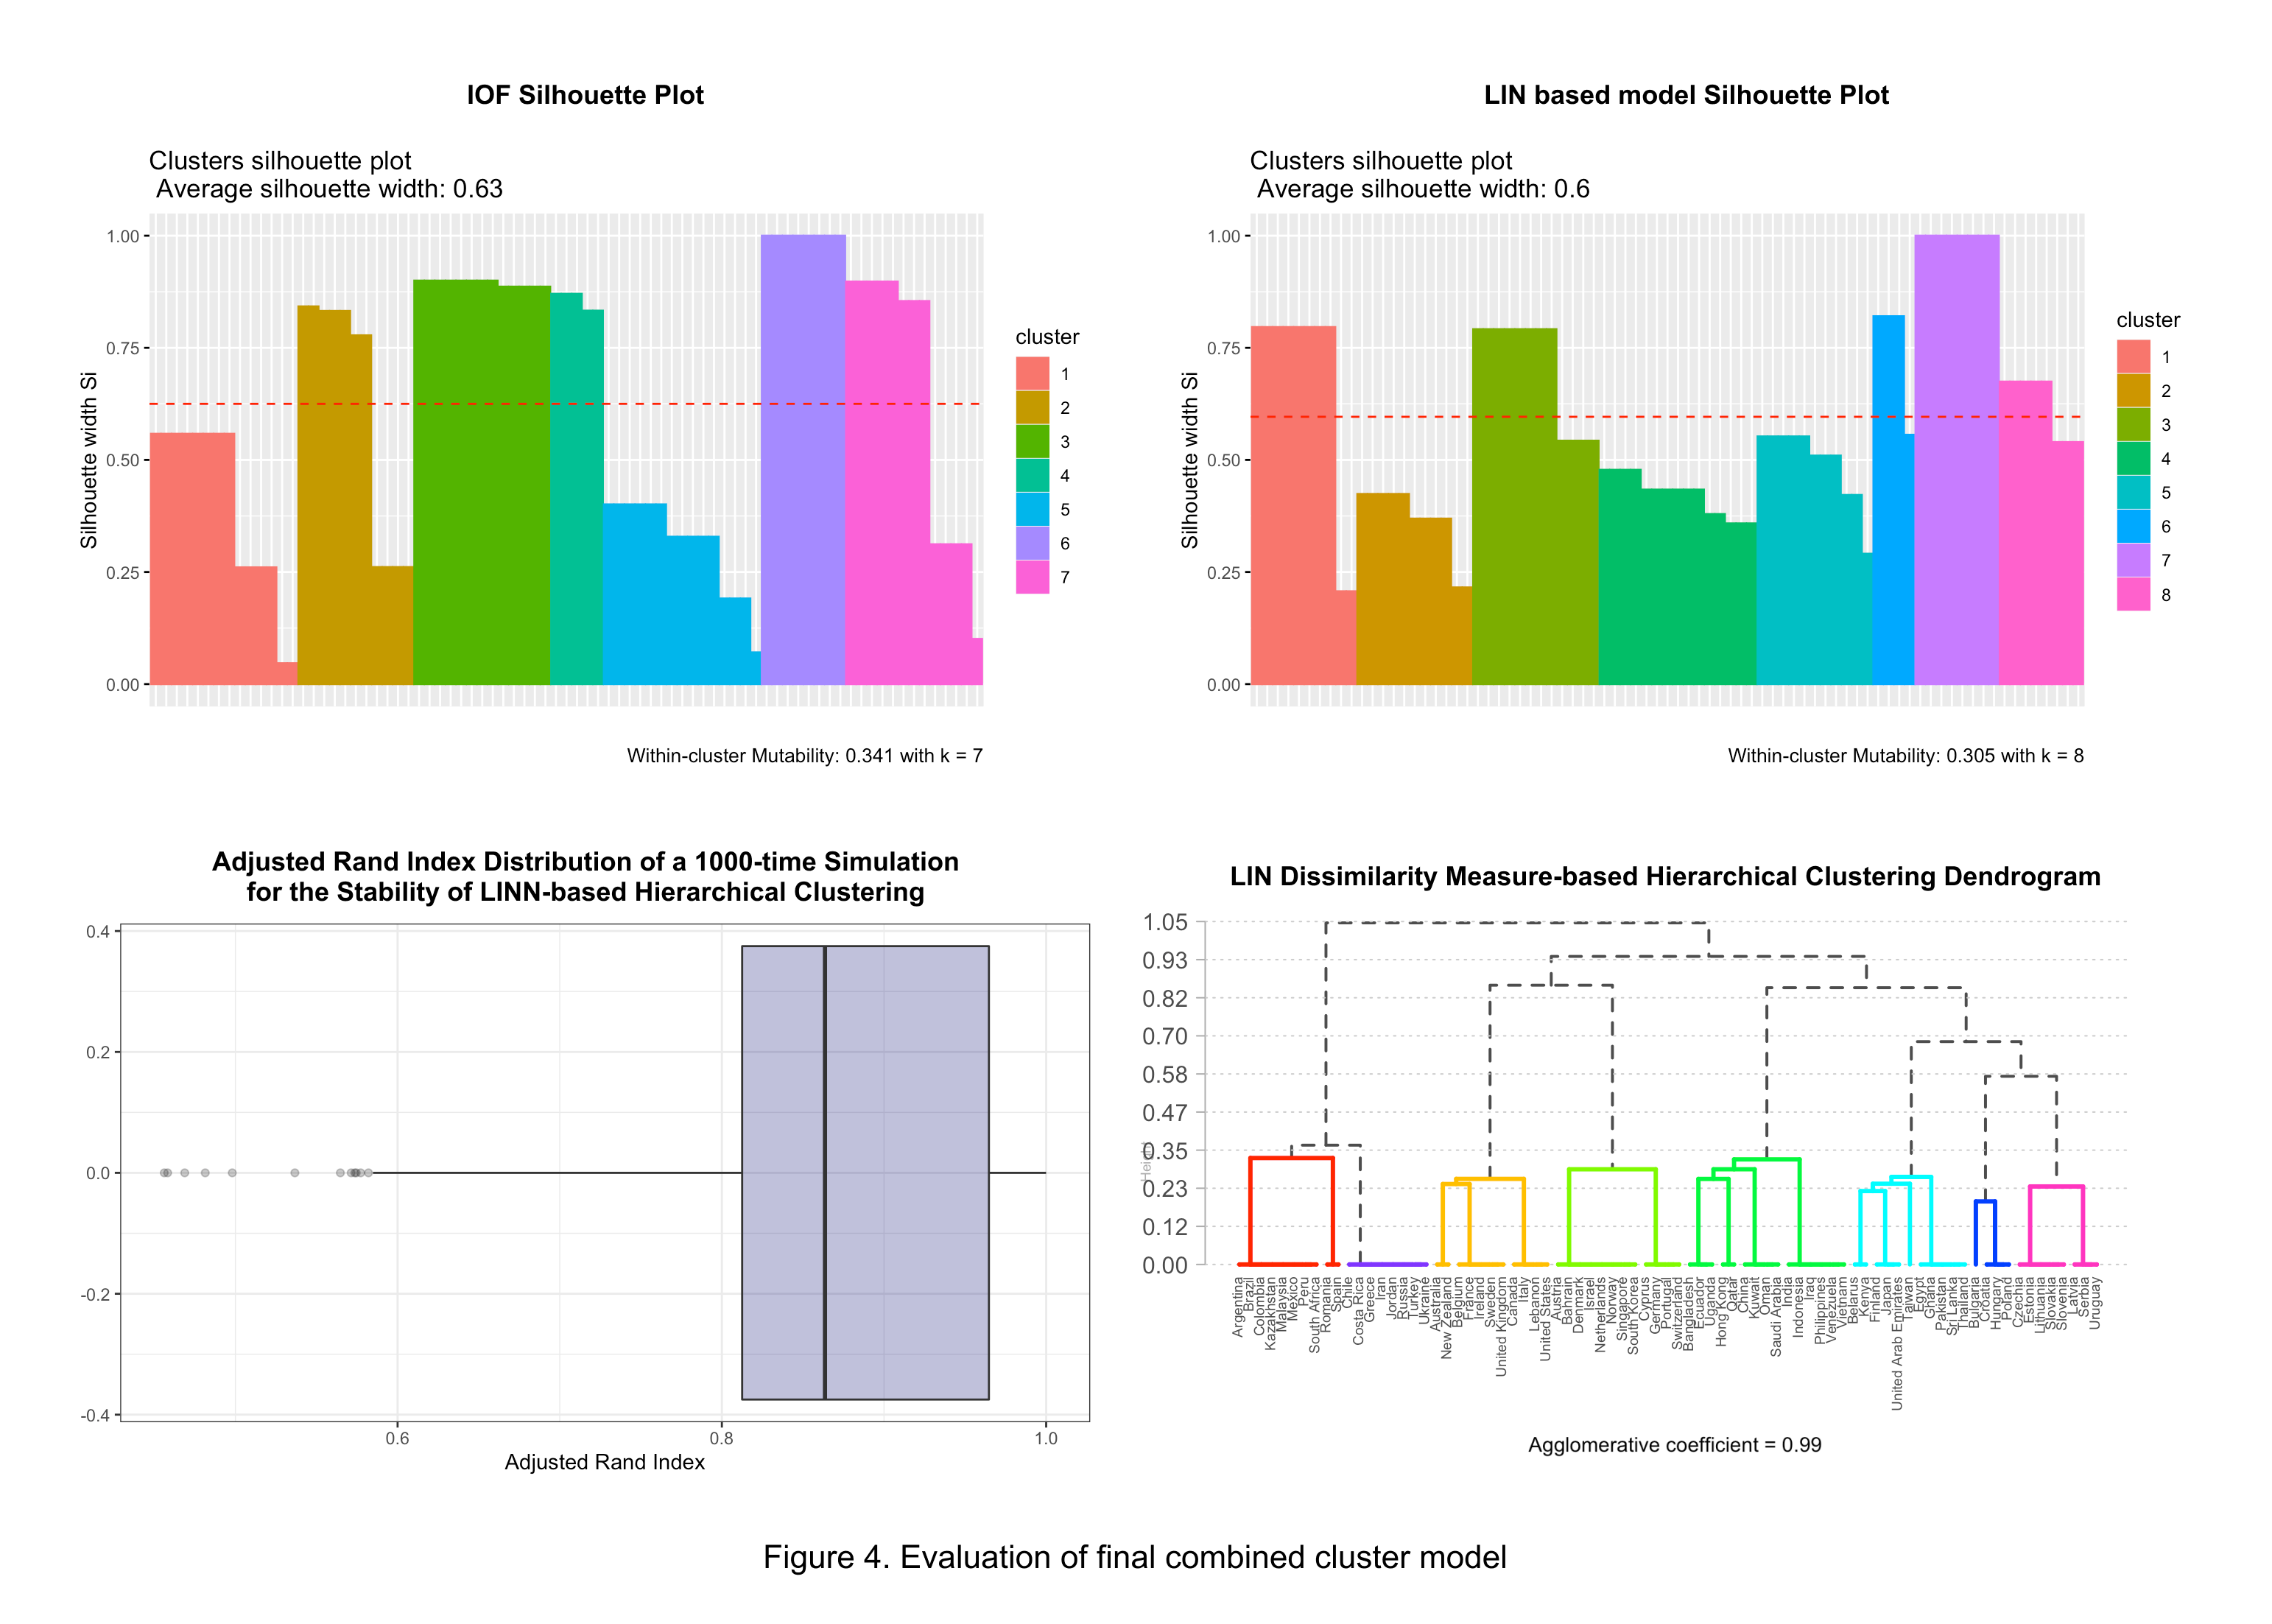 IOF Silhouette Plot
Clusters silhouette plot
Average silhouette width: 0.63
1.00
0.75
0.50
0.25
0.00
Silhouette width Si
cluster
1
2
3
4
5
6
7
Within-cluster Mutability: 0.341 with k = 7
LIN based model Silhouette Plot
Clusters silhouette plot
Average silhouette width: 0.6
1.00
0.75
0.50
0.25
0.00
Silhouette width Si
cluster
1
2
3
4
5
6
7
8
Within-cluster Mutability: 0.305 with k = 8
Adjusted Rand Index Distribution of a 1000-time Simulation
for the Stability of LINN-based Hierarchical Clustering
0.4
0.2
0.0
-0.2
-0.4
0.6
0.8
1.0
Adjusted Rand Index
LIN Dissimilarity Measure-based Hierarchical Clustering Dendrogram
1.05
0.93
0.82
0.70
0.58
0.47
0.35
0.23
0.12
0.00
Height
Argentina
Brazil
Colombia
Kazakhstan
Malaysia
Mexico
Peru
South Africa
Romania
Spain
Chile
Costa Rica
Greece
Iran
Jordan
Russia
Turkey
Ukraine
Australia
New Zealand
Belgium
France
Ireland
Sweden
United Kingdom
Canada
Italy
Lebanon
United States
Austria
Bahrain
Denmark
Israel
Netherlands
Norway
Singapore
South Korea
Cyprus
Germany
Portugal
Switzerland
Bangladesh
Ecuador
Uganda
Hong Kong
Qatar
China
Kuwait
Oman
Saudi Arabia
India
Indonesia
Iraq
Philippines
Venezuela
Vietnam
Belarus
Kenya
Finland
Japan
United Arab Emirates
Taiwan
Egypt
Ghana
Pakistan
Sri Lanka
Thailand
Bulgaria
Croatia
Hungary
Poland
Czechia
Estonia
Lithuania
Slovakia
Slovenia
Latvia
Serbia
Uruguay
Agglomerative coefficient = 0.99
Figure 4. Evaluation of final combined cluster model